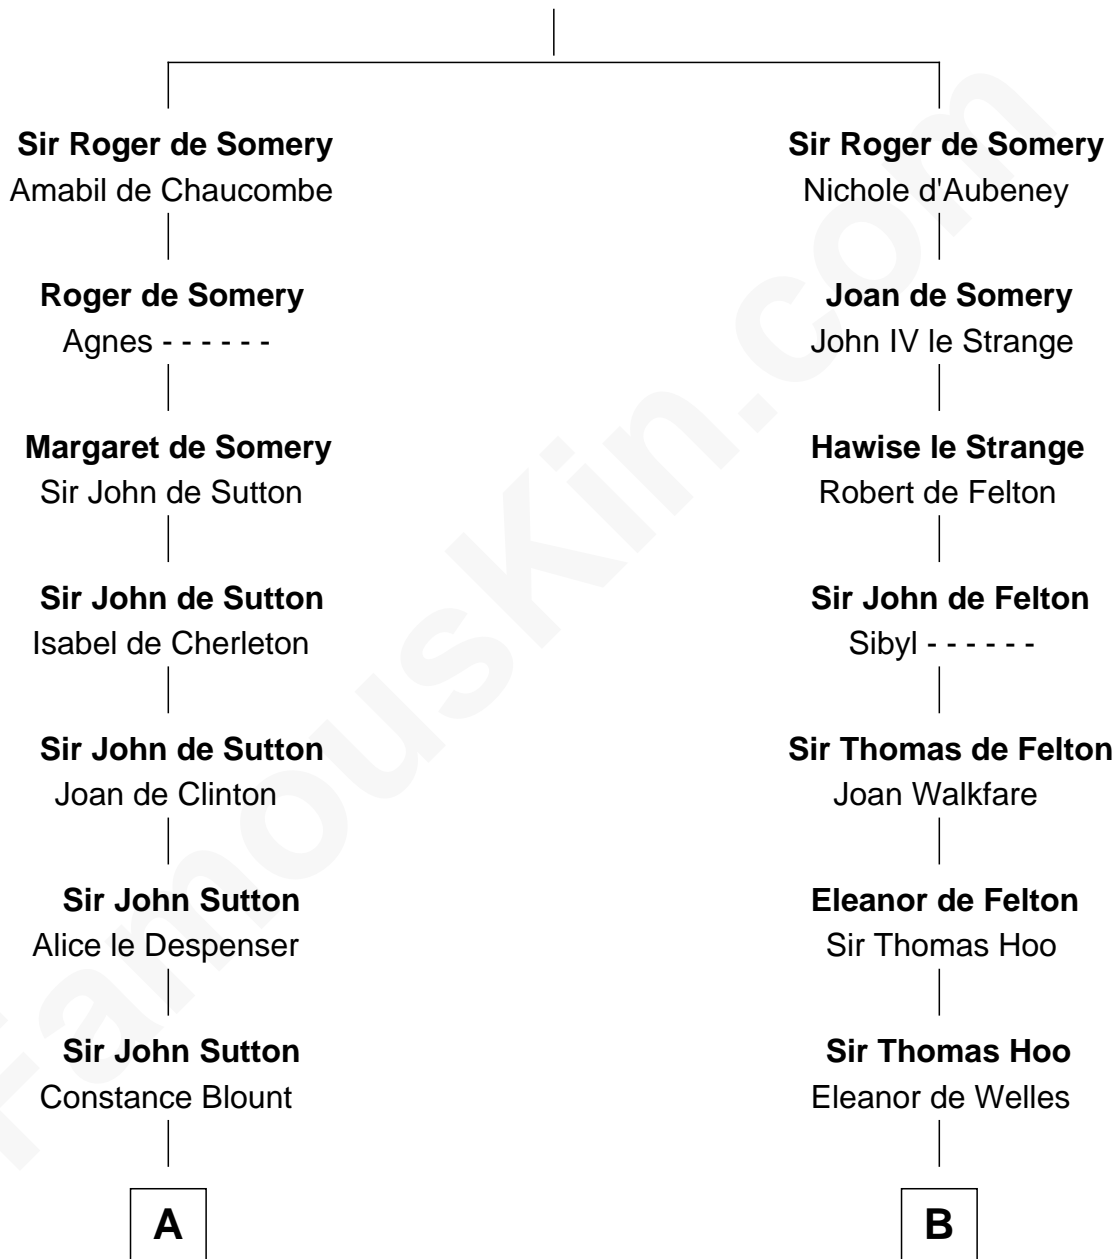 Sir Roger de Somery
Amabil de Chaucombe
Roger de Somery
Agnes - - - - - -
Margaret de Somery
Sir John de Sutton
Sir John de Sutton
Isabel de Cherleton
Sir John de Sutton
Joan de Clinton
Sir John Sutton
Alice le Despenser
Sir John Sutton
Constance Blount
A
Sir Roger de Somery
Nichole d'Aubeney
Joan de Somery
John IV le Strange
Hawise le Strange
Robert de Felton
Sir John de Felton
Sibyl - - - - - -
Sir Thomas de Felton
Joan Walkfare
Eleanor de Felton
Sir Thomas Hoo
Sir Thomas Hoo
Eleanor de Welles
B
FamousKin.com